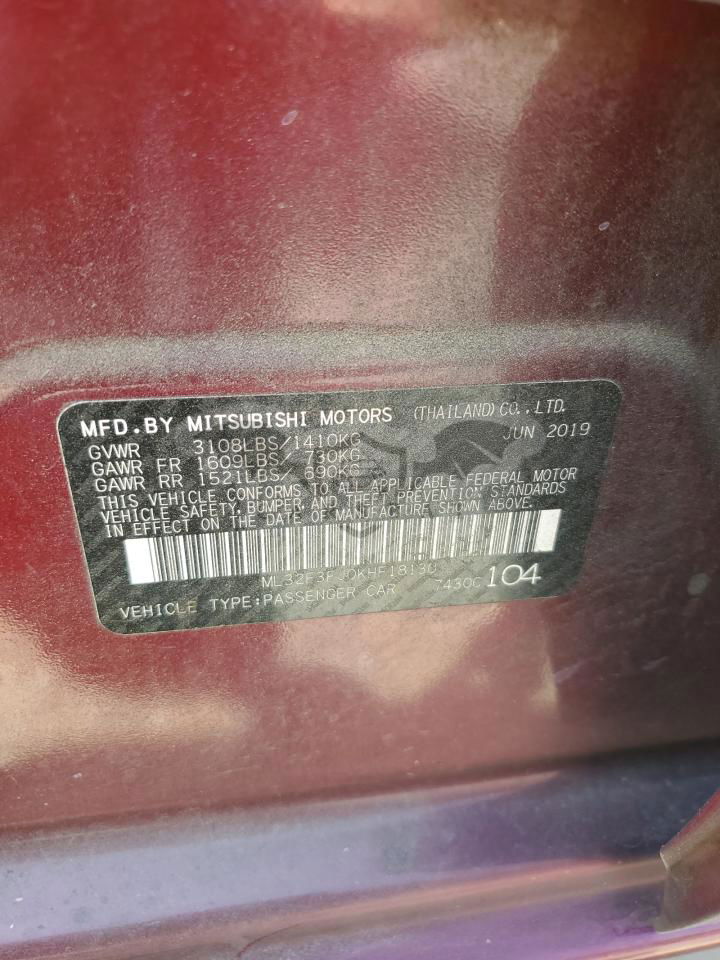 MFD.BY MITSUBISHI MOTORS (THAILAND)CO.,LTD.
GVWR 3108LBS/1410KG JUN 2019
GAWR FR 1609LBS/ 730KG
GAWR RR 1521LBS/ 690KG
THIS VEHICLE CONFORMS TO ALL APPLICABLE FEDERAL MOTOR
VEHICLE SAFETY,BUMPER,AND THEFT PREVENTION STANDARDS
IN EFFECT ON THE DATE OF MANUFACTURE SHOWN ABOVE.
VEHICLE TYPE:PASSENGER CAR 7430C 104